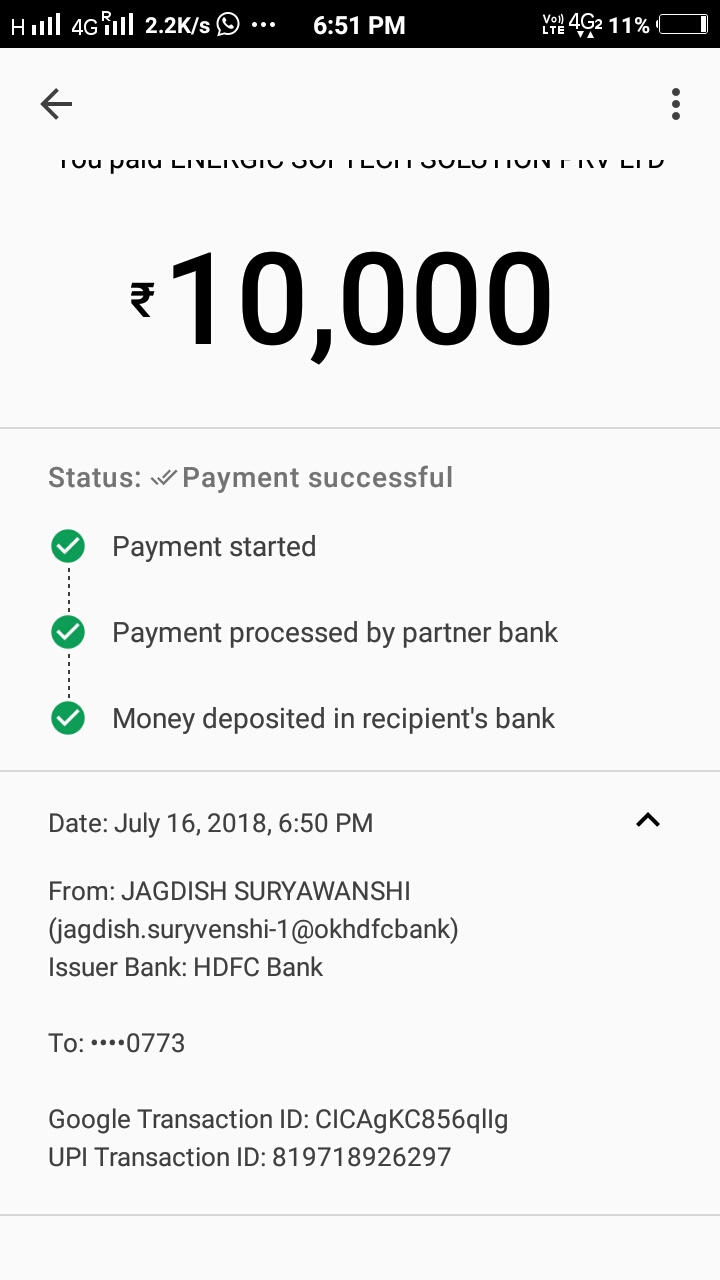 H 4G R 2.2K/s ... 6:51 PM Vo)) LTE 4G2 11%
You paid ENERGIC SOFTECH SOLUTION PRV LTD
₹10,000
Status: Payment successful
Payment started
Payment processed by partner bank
Money deposited in recipient's bank
Date: July 16, 2018, 6:50 PM
From: JAGDISH SURYAWANSHI
(jagdish.suryvenshi-1@okhdfcbank)
Issuer Bank: HDFC Bank
To: ••••0773
Google Transaction ID: CICAgKC856qlIg
UPI Transaction ID: 819718926297